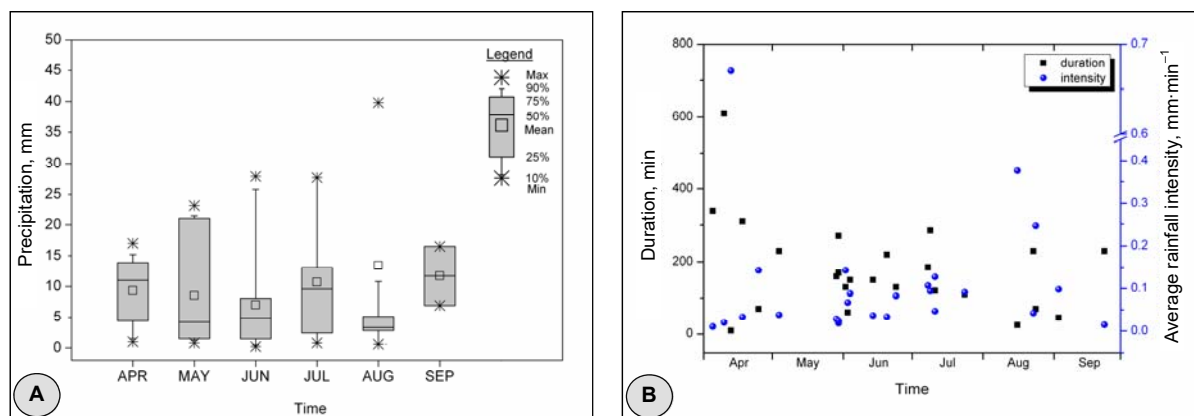 50
45
40
35
30
25
20
15
10
5
0
Precipitation, mm
APR MAY JUN JUL AUG SEP
Time
Legend
Max
90%
75%
50%
Mean
25%
10%
Min
A
800
600
400
200
0
Duration, min
duration
intensity
0.7
0.6
0.4
0.3
0.2
0.1
0.0
Average rainfall intensity, mm·min⁻¹
Apr May Jun Jul Aug Sep
Time
B